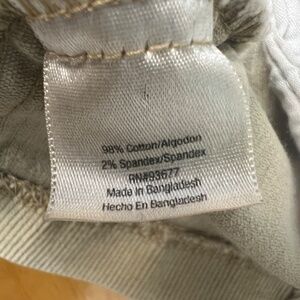 98% Cotton/Algodon
2% Spandex/Spandex
RN#93677
Made in Bangladesh
Hecho En Bangladesh